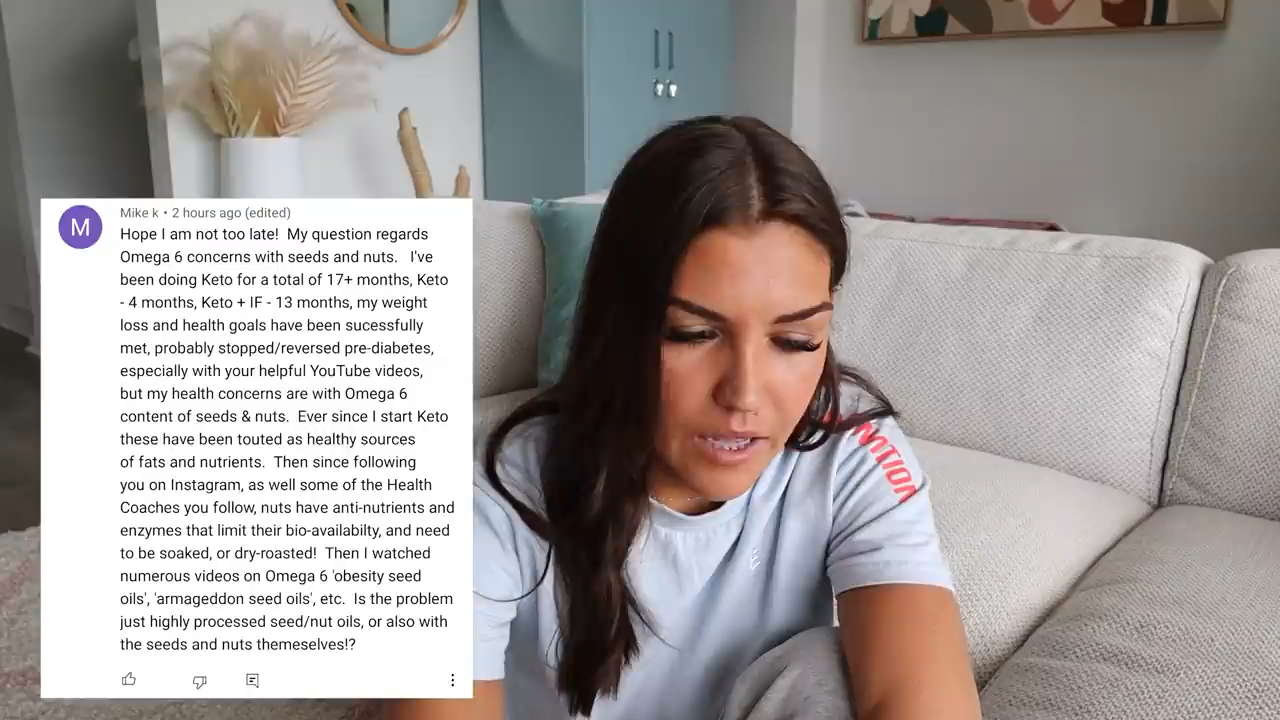 Mike k • 2 hours ago (edited)
Hope I am not too late!  My question regards
Omega 6 concerns with seeds and nuts.   I've
been doing Keto for a total of 17+ months, Keto
- 4 months, Keto + IF - 13 months, my weight
loss and health goals have been sucessfully
met, probably stopped/reversed pre-diabetes,
especially with your helpful YouTube videos,
but my health concerns are with Omega 6
content of seeds & nuts.  Ever since I start Keto
these have been touted as healthy sources
of fats and nutrients.  Then since following
you on Instagram, as well some of the Health
Coaches you follow, nuts have anti-nutrients and
enzymes that limit their bio-availabilty, and need
to be soaked, or dry-roasted!  Then I watched
numerous videos on Omega 6 'obesity seed
oils', 'armageddon seed oils', etc.  Is the problem
just highly processed seed/nut oils, or also with
the seeds and nuts themeselves!?
M